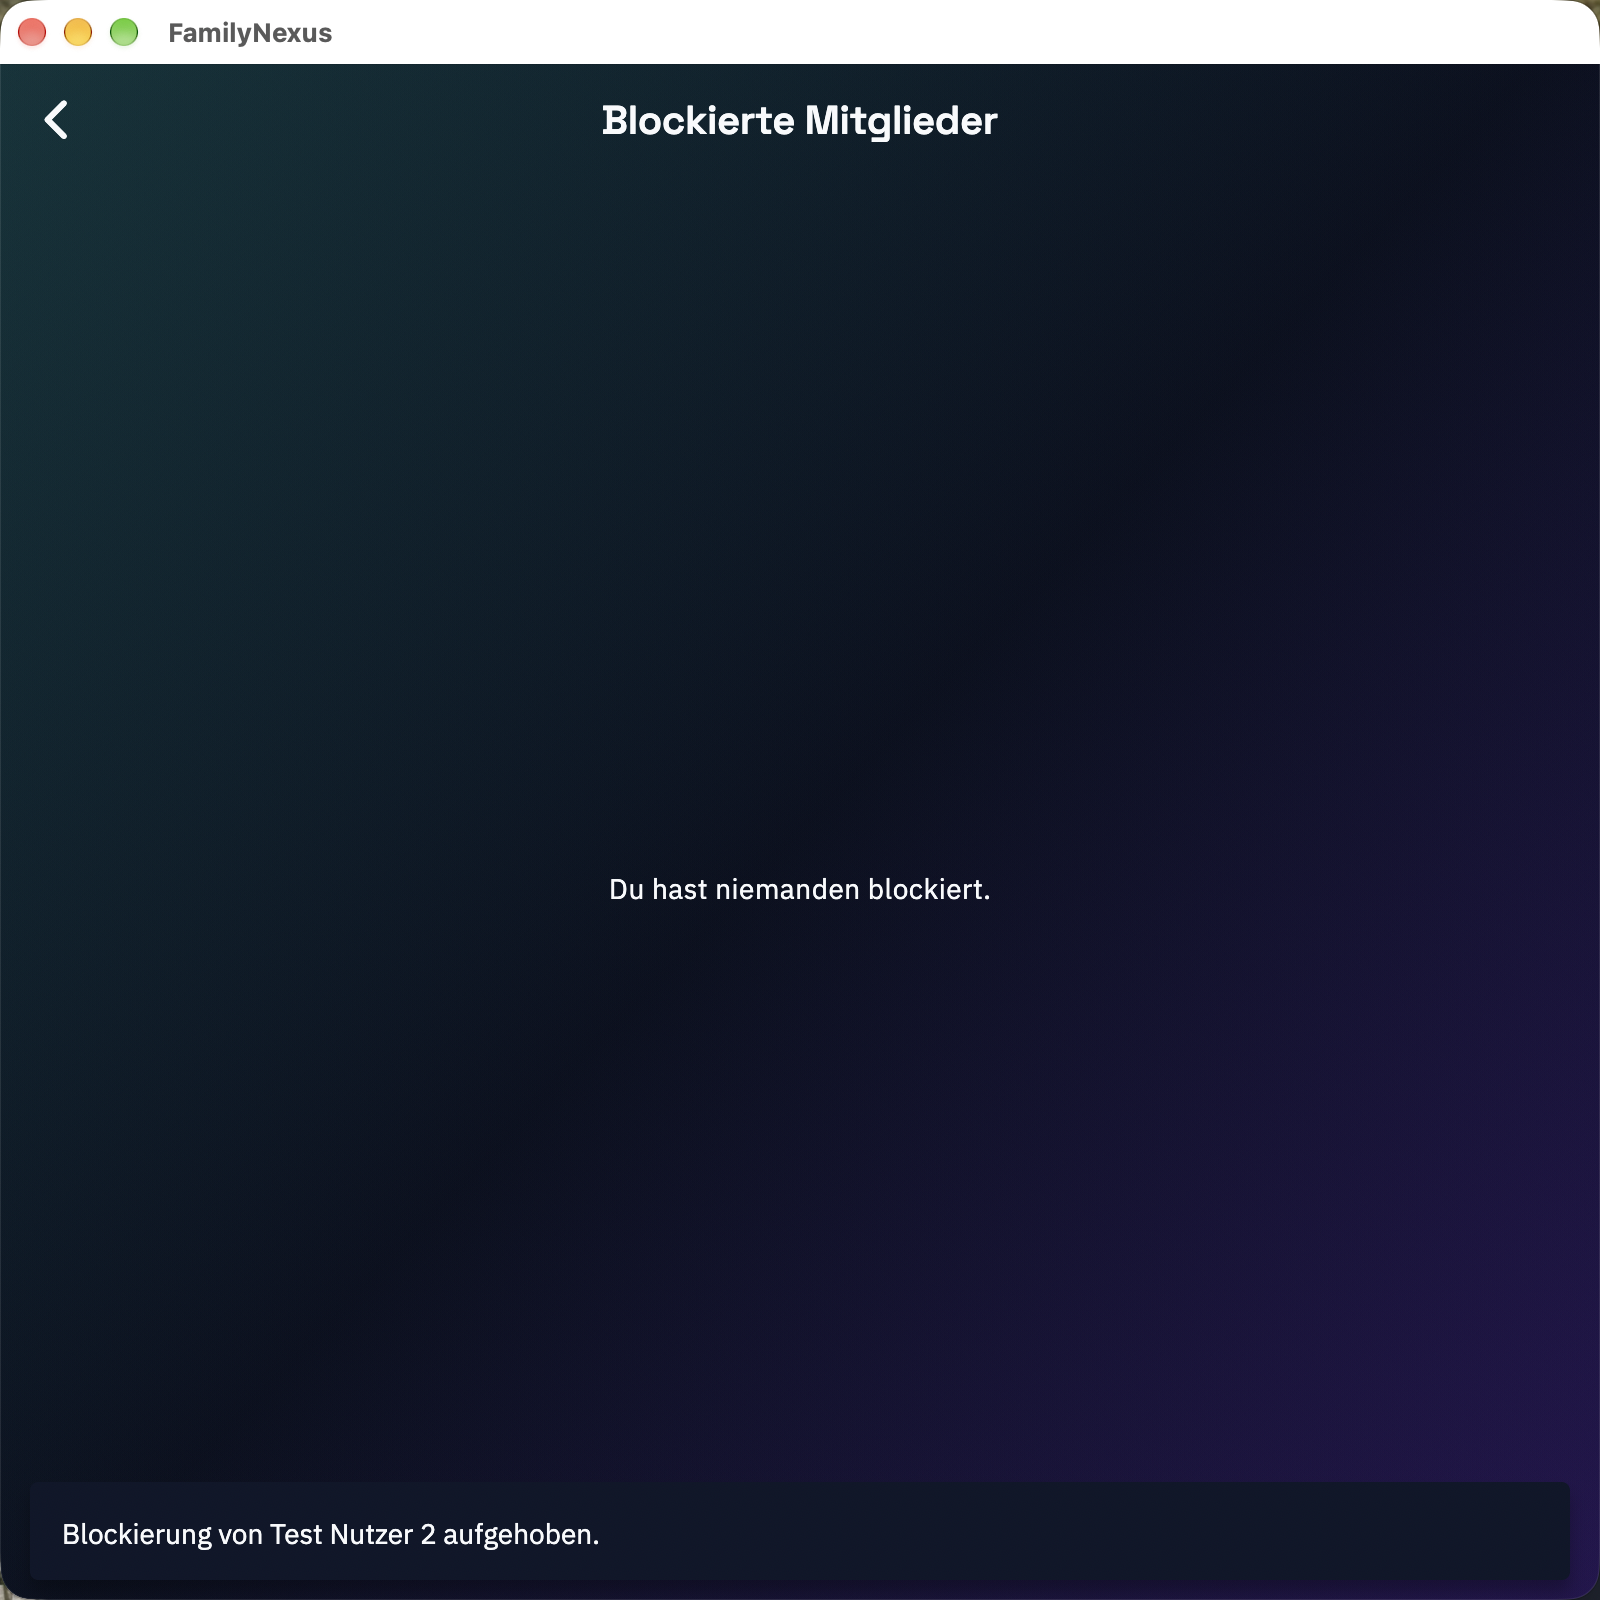 FamilyNexus
Blockierte Mitglieder
Du hast niemanden blockiert.
Blockierung von Test Nutzer 2 aufgehoben.